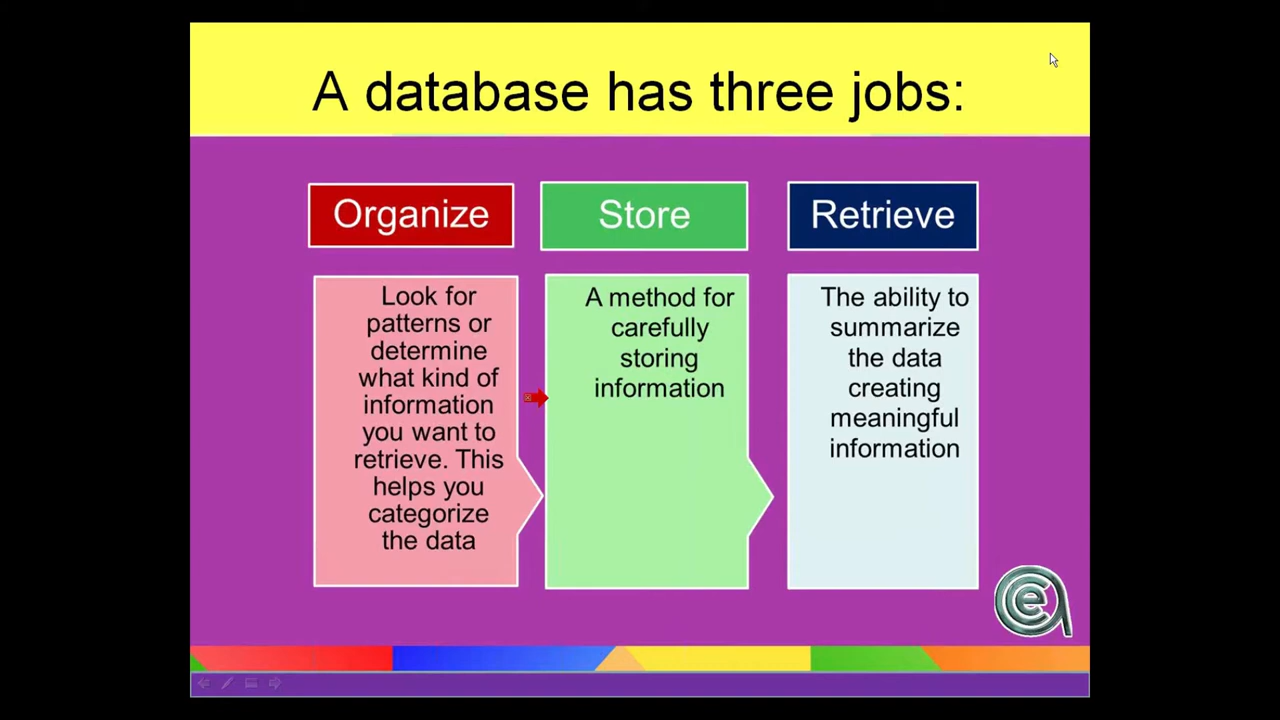 A database has three jobs:
Organize
Store
Retrieve
Look for
patterns or
determine
what kind of
information
you want to
retrieve. This
helps you
categorize
the data
A method for
carefully
storing
information
The ability to
summarize
the data
creating
meaningful
information